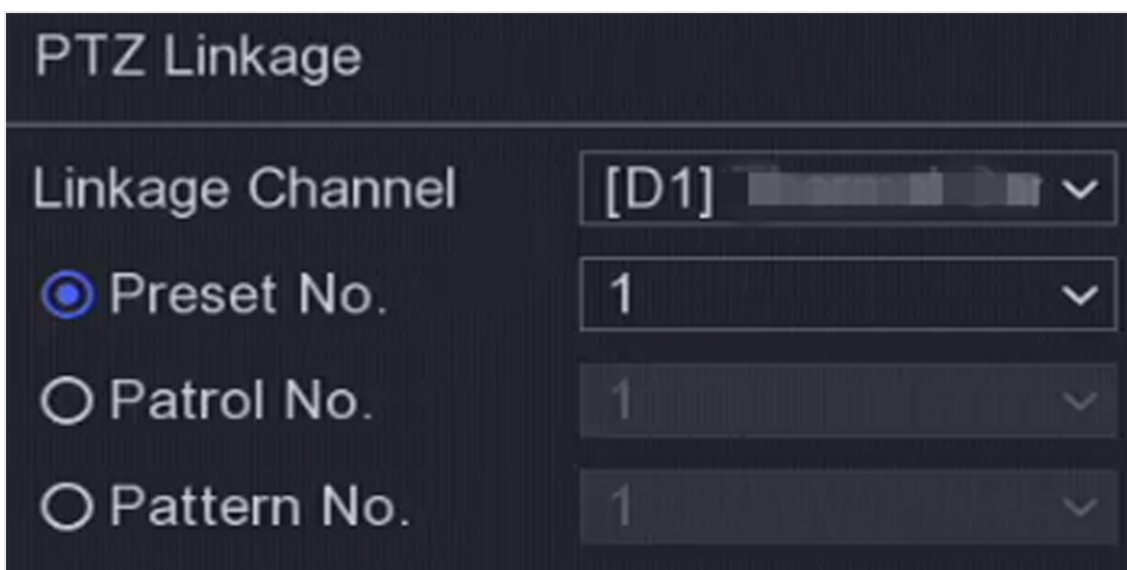 PTZ Linkage
Linkage Channel [D1]
Preset No. 1
Patrol No. 1
Pattern No. 1